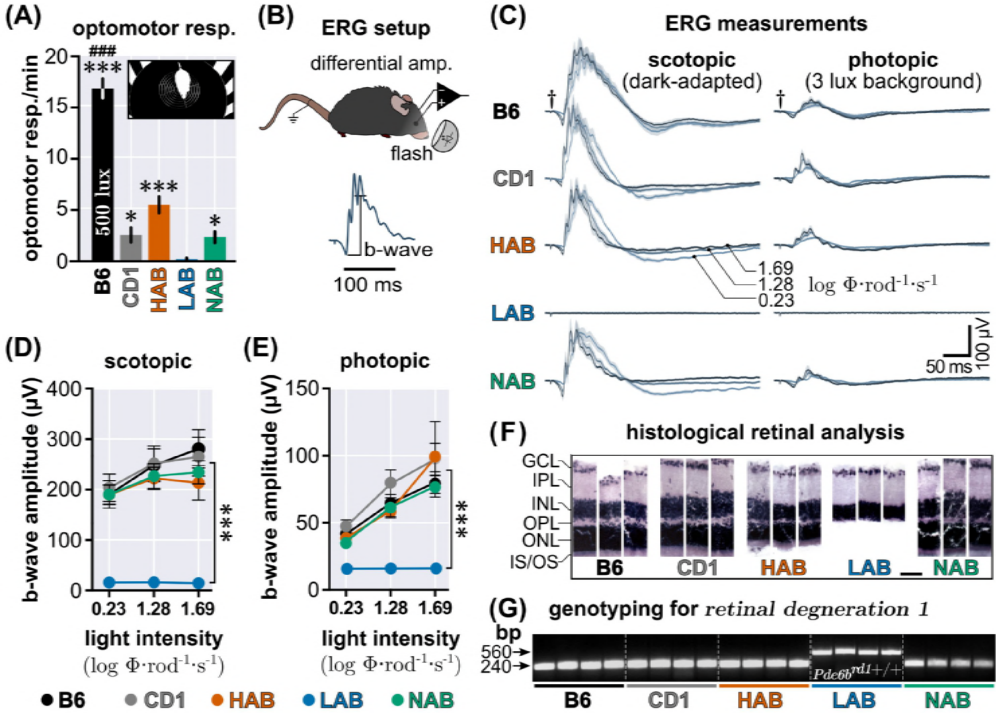 (A)
optomotor resp.
optomotor resp./min
20
15
10
5
0
###
***
500 lux
*
***
*
B6
CD1
HAB
LAB
NAB
(B)
ERG setup
differential amp.
+
flash
b-wave
100 ms
(C)
ERG measurements
scotopic
(dark-adapted)
photopic
(3 lux background)
†
†
B6
CD1
HAB
LAB
NAB
1.69
1.28
0.23
log Φ·rod⁻¹·s⁻¹
50 ms
100 μV
(D)
scotopic
b-wave amplitude (μV)
400
300
200
100
0
***
0.23
1.28
1.69
light intensity
(log Φ·rod⁻¹·s⁻¹)
(E)
photopic
b-wave amplitude (μV)
150
100
50
0
***
0.23
1.28
1.69
light intensity
(log Φ·rod⁻¹·s⁻¹)
(F)
histological retinal analysis
GCL
IPL
INL
OPL
ONL
IS/OS
B6
CD1
HAB
LAB
NAB
(G)
genotyping for retinal degneration 1
bp
560
240
Pde6b^rd1+/+
B6
CD1
HAB
LAB
NAB
B6
CD1
HAB
LAB
NAB